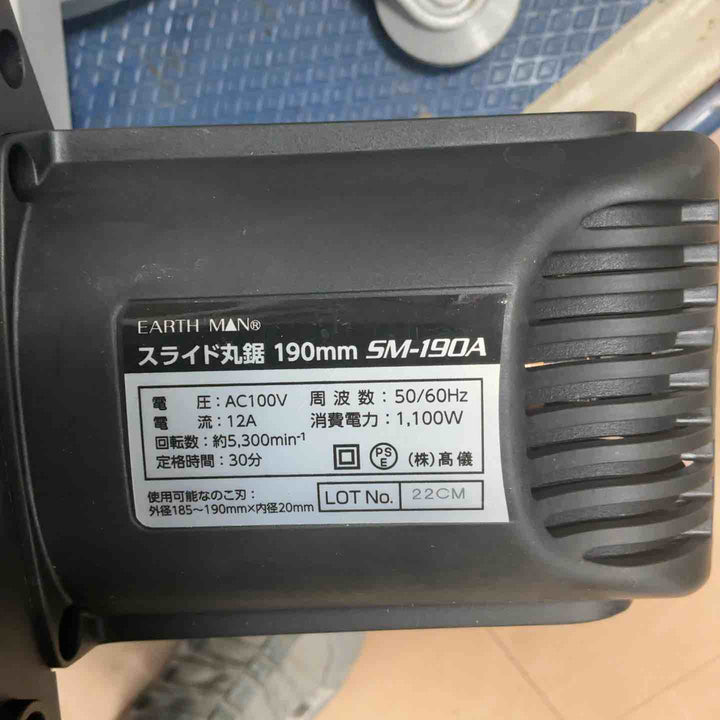 EARTH MAN®
スライド丸鋸 190mm SM-190A
電 圧：AC100V 周 波 数：50/60Hz
電 流：12A 消費電力：1,100W
回転数：約5,300min⁻¹
定格時間：30分 PSE (株)髙儀
使用可能なのこ刃：
外径185～190mm×内径20mm
LOT No. 22CM